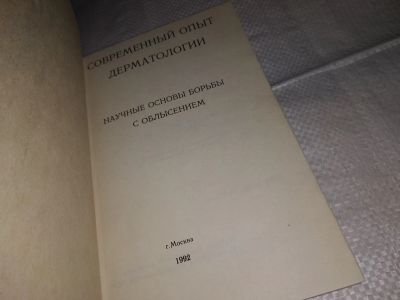 СОВРЕМЕННЫЙ ОПЫТ
ДЕРМАТОЛОГИИ
НАУЧНЫЕ ОСНОВЫ БОРЬБЫ
С ОБЛЫСЕНИЕМ
г. Москва
1992